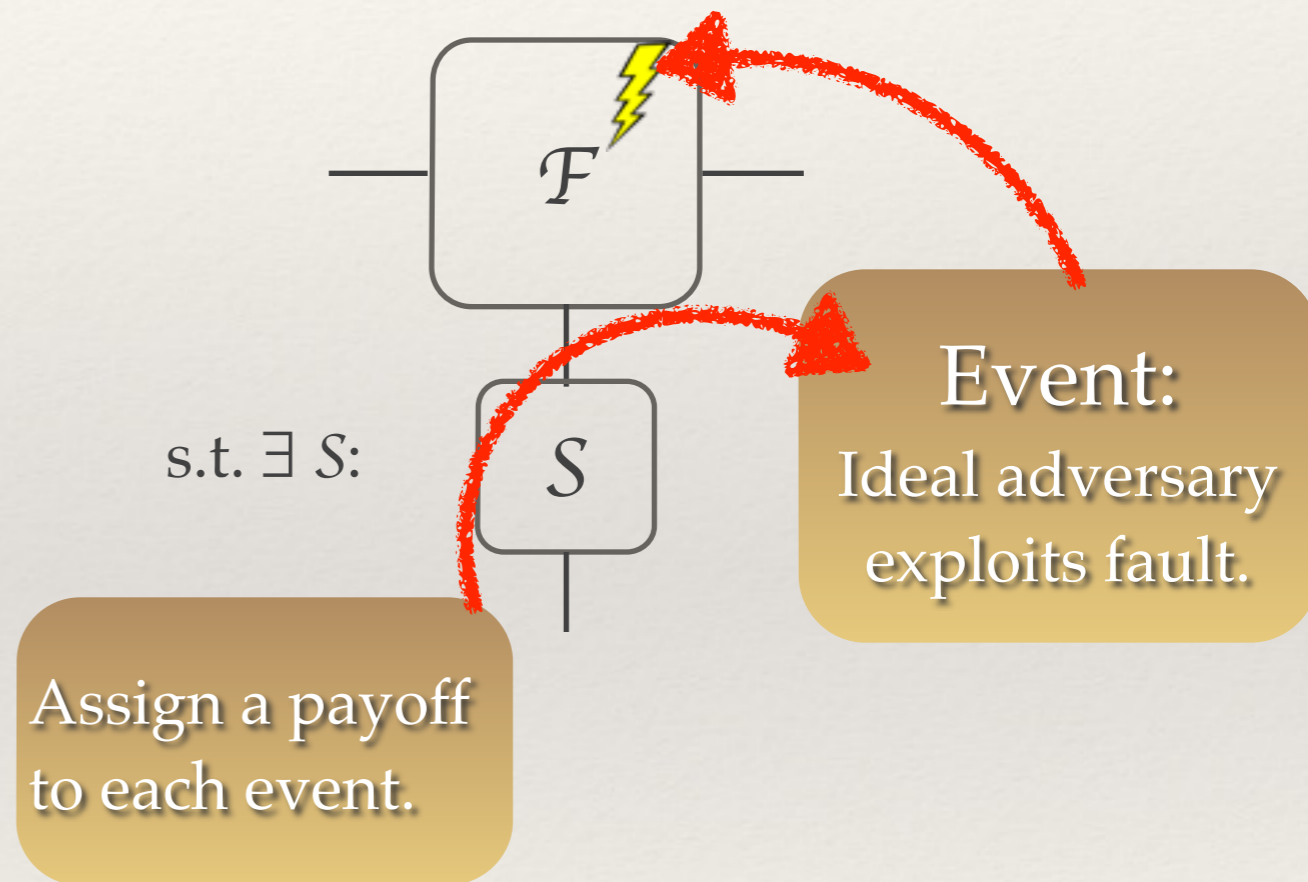 ℱ
Event:
Ideal adversary
exploits fault.
s.t. ∃ 𝒮:
𝒮
Assign a payoff
to each event.